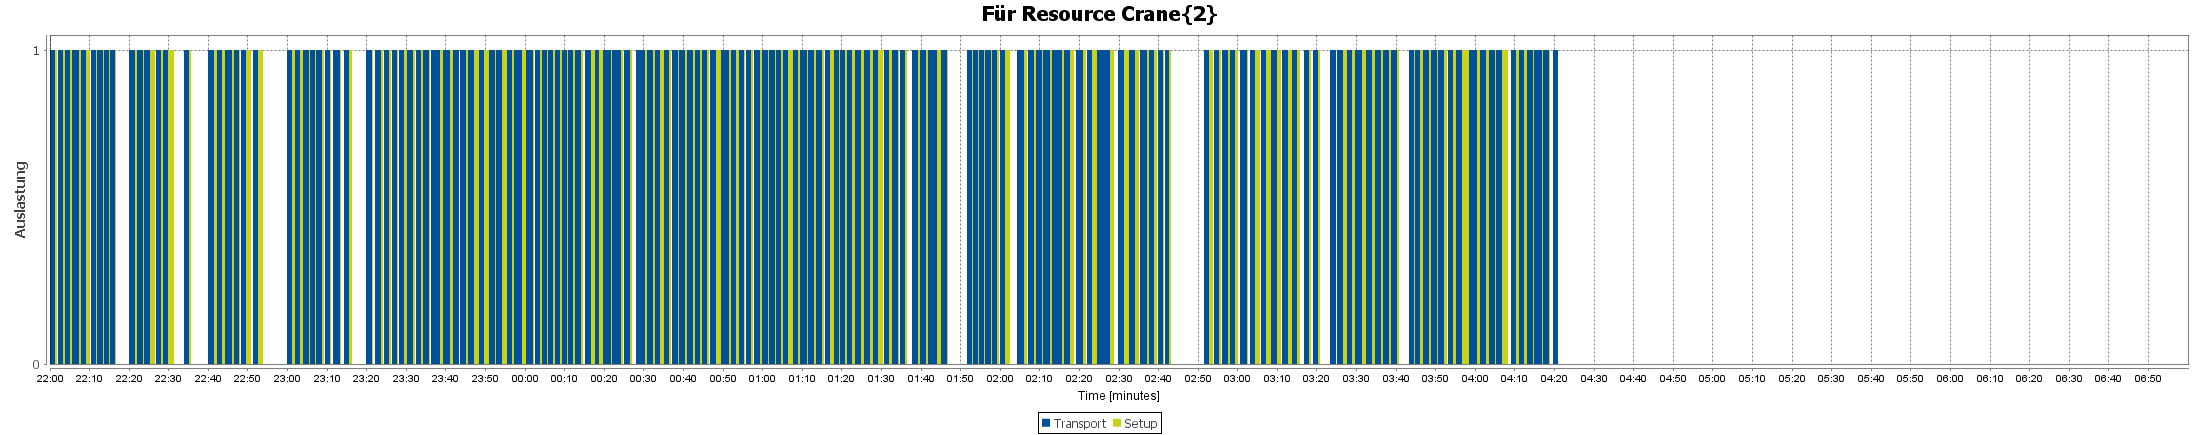 Für Resource Crane{2}
Auslastung
1
0
22:00 22:10 22:20 22:30 22:40 22:50 23:00 23:10 23:20 23:30 23:40 23:50 00:00 00:10 00:20 00:30 00:40 00:50 01:00 01:10 01:20 01:30 01:40 01:50 02:00 02:10 02:20 02:30 02:40 02:50 03:00 03:10 03:20 03:30 03:40 03:50 04:00 04:10 04:20 04:30 04:40 04:50 05:00 05:10 05:20 05:30 05:40 05:50 06:00 06:10 06:20 06:30 06:40 06:50
Time [minutes]
Transport Setup